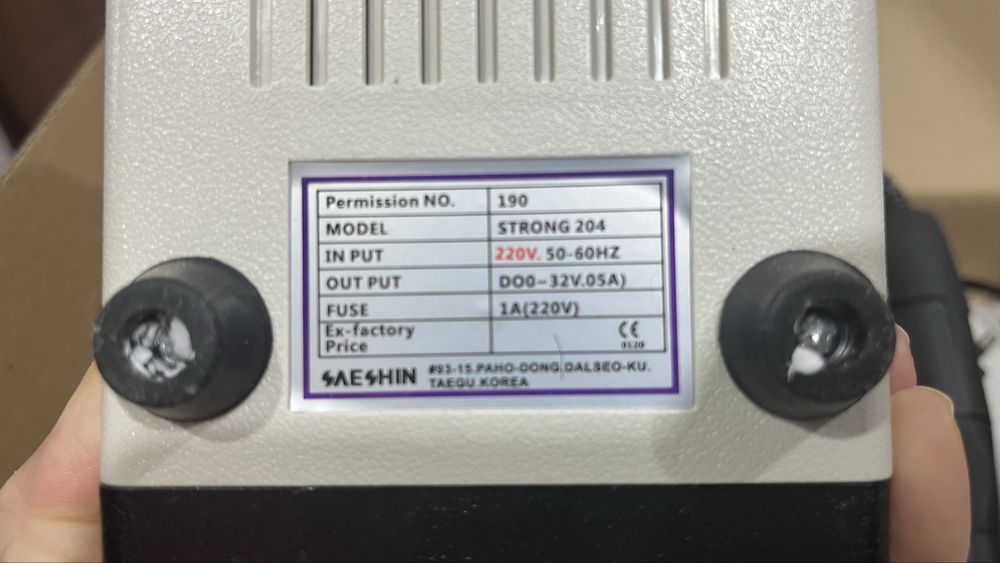 Permission NO. 190
MODEL STRONG 204
IN PUT 220V, 50-60HZ
OUT PUT DO0~32V.05A)
FUSE 1A(220V)
Ex-factory
Price
CE
0120
SAESHIN
#93-15.PAHO-DONG.DALSEO-KU.
TAEGU.KOREA